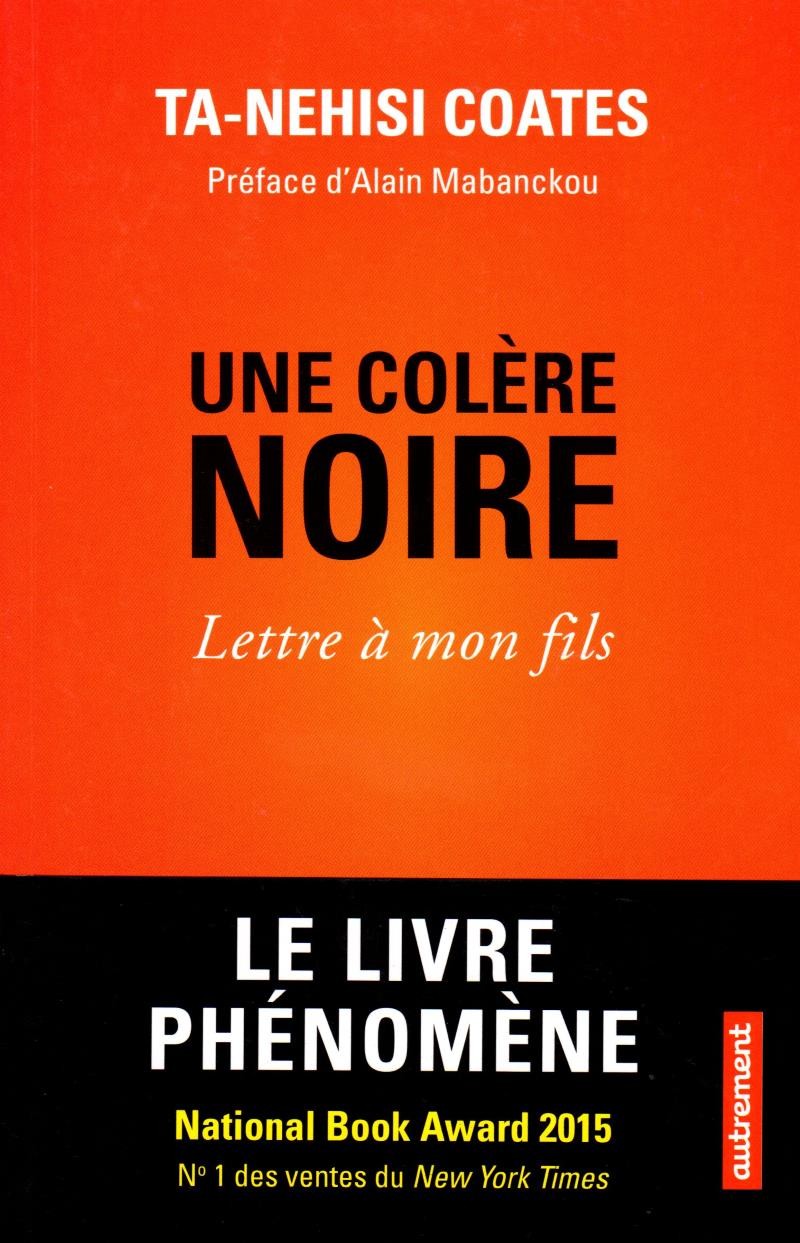 TA-NEHISI COATES
Préface d'Alain Mabanckou
UNE COLÈRE
NOIRE
Lettre à mon fils
LE LIVRE
PHÉNOMÈNE
National Book Award 2015
Nº 1 des ventes du New York Times
autrement